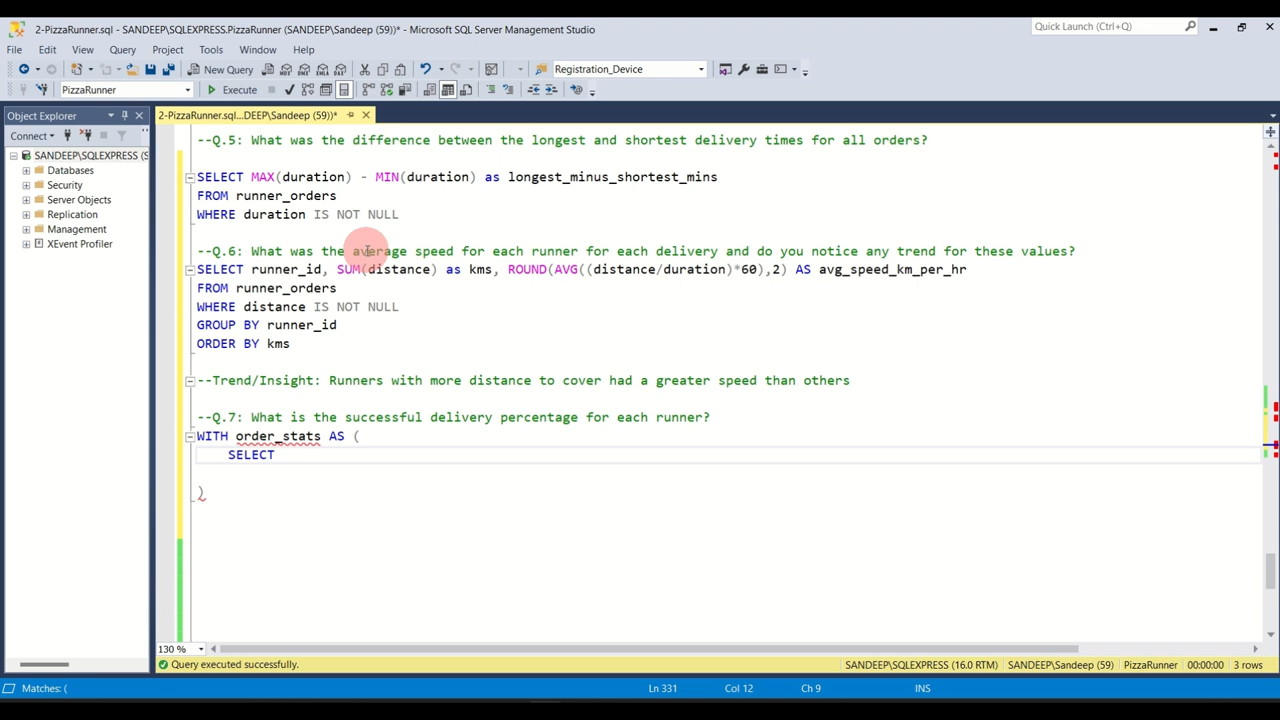 2-PizzaRunner.sql - SANDEEP\SQLEXPRESS.PizzaRunner (SANDEEP\Sandeep (59))* - Microsoft SQL Server Management Studio
Quick Launch (Ctrl+Q)
File Edit View Query Project Tools Window Help
New Query
MDX DMX XMLA DAX
Registration_Device
PizzaRunner
Execute
Object Explorer
2-PizzaRunner.sql...DEEP\Sandeep (59))*
Connect
SANDEEP\SQLEXPRESS (S
Databases
Security
Server Objects
Replication
Management
XEvent Profiler
--Q.5: What was the difference between the longest and shortest delivery times for all orders?
SELECT MAX(duration) - MIN(duration) as longest_minus_shortest_mins
FROM runner_orders
WHERE duration IS NOT NULL
--Q.6: What was the average speed for each runner for each delivery and do you notice any trend for these values?
SELECT runner_id, SUM(distance) as kms, ROUND(AVG((distance/duration)*60),2) AS avg_speed_km_per_hr
FROM runner_orders
WHERE distance IS NOT NULL
GROUP BY runner_id
ORDER BY kms
--Trend/Insight: Runners with more distance to cover had a greater speed than others
--Q.7: What is the successful delivery percentage for each runner?
WITH order_stats AS (
SELECT
)
130 %
Query executed successfully.
SANDEEP\SQLEXPRESS (16.0 RTM) SANDEEP\Sandeep (59) PizzaRunner 00:00:00 3 rows
Matches: (
Ln 331 Col 12 Ch 9 INS